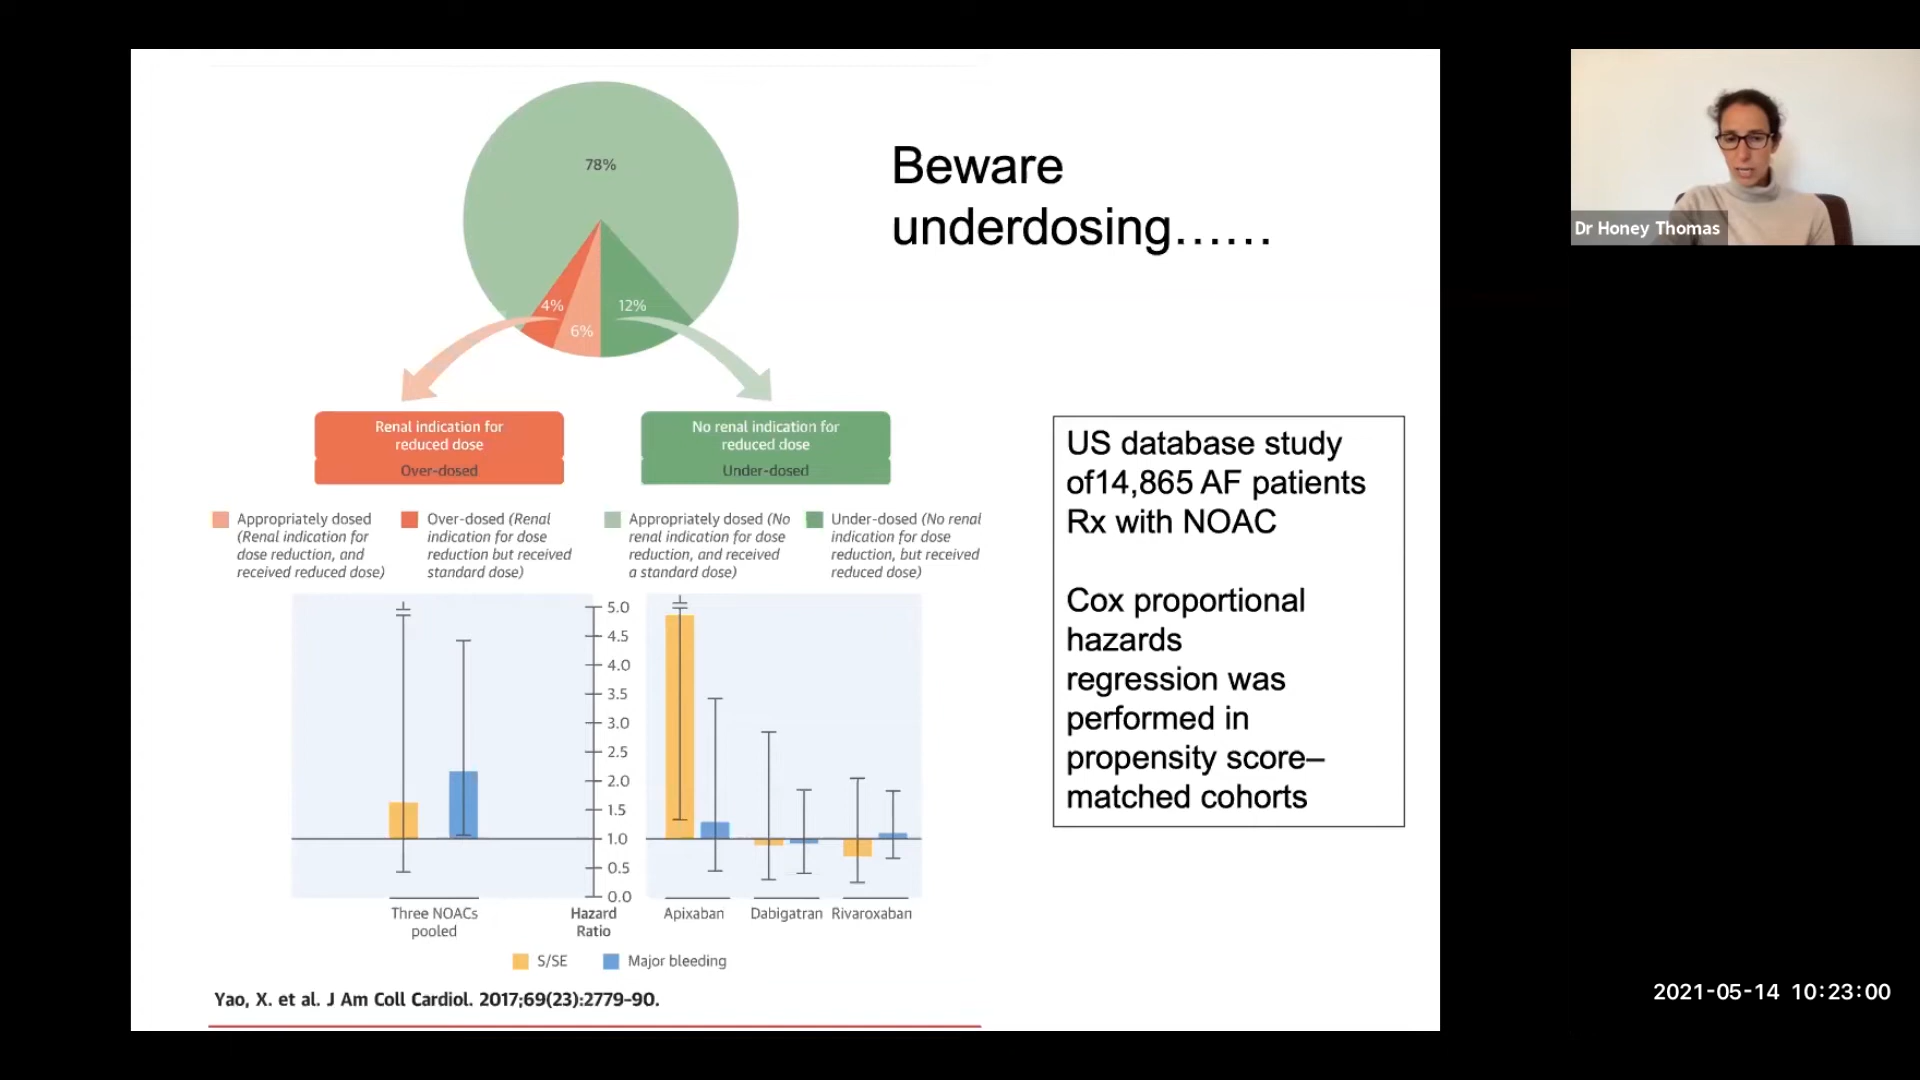 78%
4%
6%
12%
Beware
underdosing......
Dr Honey Thomas
Renal indication for
reduced dose
Over-dosed
No renal indication for
reduced dose
Under-dosed
Appropriately dosed
(Renal indication for
dose reduction, and
received reduced dose)
Over-dosed (Renal
indication for dose
reduction but received
standard dose)
Appropriately dosed (No
renal indication for dose
reduction, and received
a standard dose)
Under-dosed (No renal
indication for dose
reduction, but received
reduced dose)
US database study
of14,865 AF patients
Rx with NOAC
Cox proportional
hazards
regression was
performed in
propensity score–
matched cohorts
5.0
4.5
4.0
3.5
3.0
2.5
2.0
1.5
1.0
0.5
0.0
Three NOACs
pooled
Hazard
Ratio
Apixaban
Dabigatran
Rivaroxaban
S/SE
Major bleeding
Yao, X. et al. J Am Coll Cardiol. 2017;69(23):2779–90.
2021-05-14 10:23:00